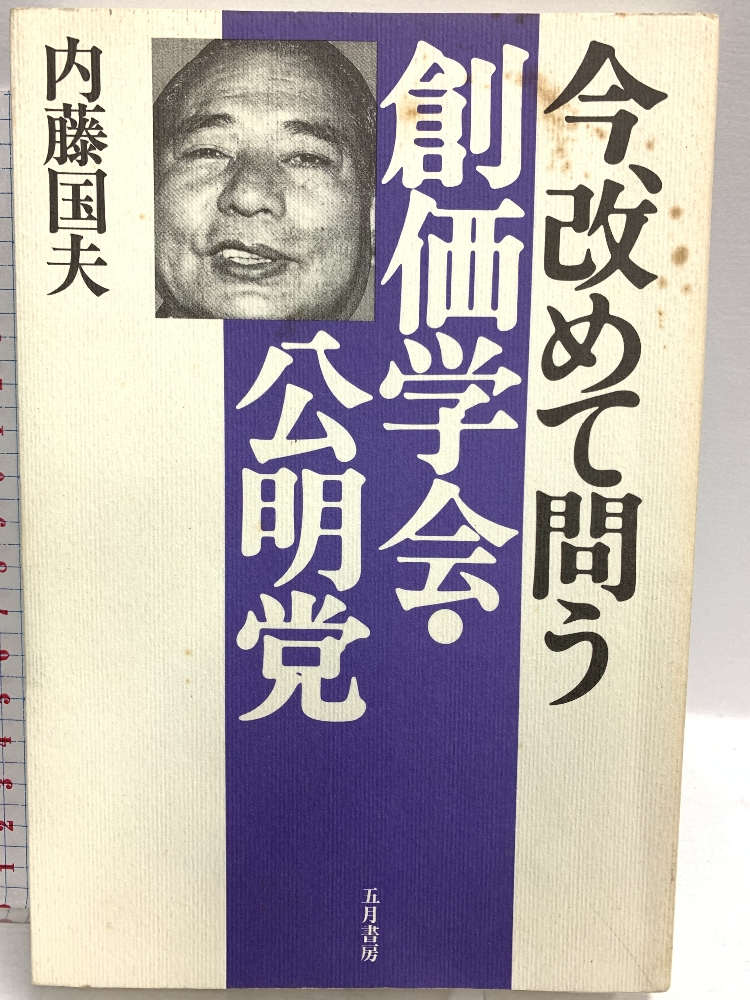 今、改めて問う
創価学会・
公明党
内藤国夫
五月書房